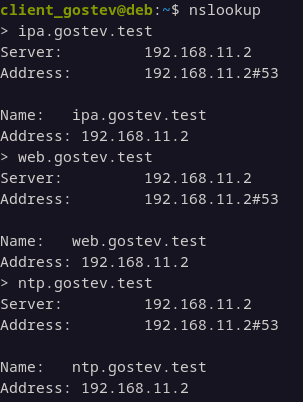 client_gostev@deb:~$ nslookup
> ipa.gostev.test
Server:         192.168.11.2
Address:        192.168.11.2#53

Name:   ipa.gostev.test
Address: 192.168.11.2
> web.gostev.test
Server:         192.168.11.2
Address:        192.168.11.2#53

Name:   web.gostev.test
Address: 192.168.11.2
> ntp.gostev.test
Server:         192.168.11.2
Address:        192.168.11.2#53

Name:   ntp.gostev.test
Address: 192.168.11.2